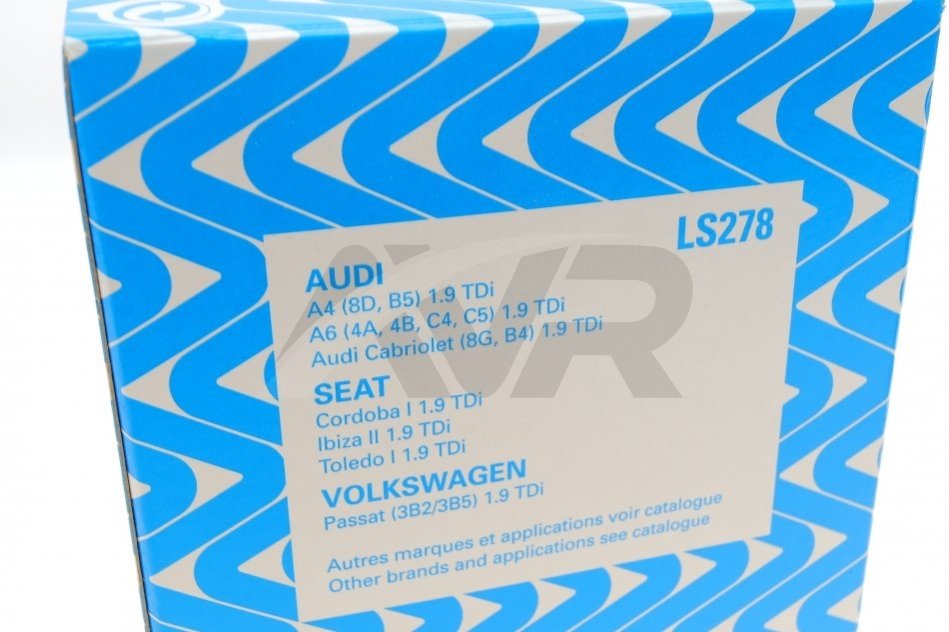 LS278
AUDI
A4 (8D, B5) 1.9 TDi
A6 (4A, 4B, C4, C5) 1.9 TDi
Audi Cabriolet (8G, B4) 1.9 TDi
SEAT
Cordoba I 1.9 TDi
Ibiza II 1.9 TDi
Toledo I 1.9 TDi
VOLKSWAGEN
Passat (3B2/3B5) 1.9 TDi
Autres marques et applications voir catalogue
Other brands and applications see catalogue
AVR